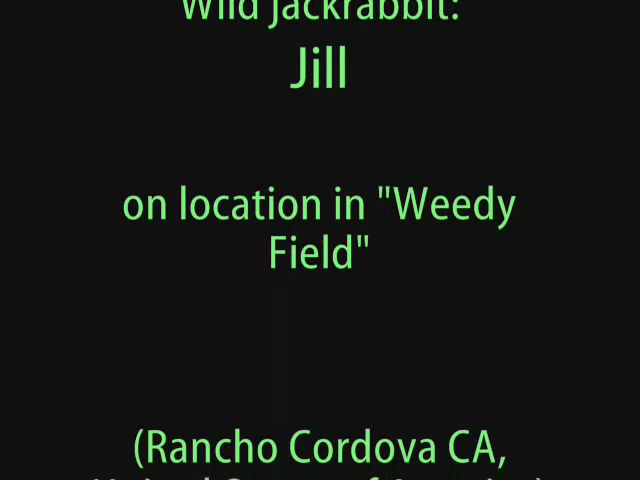 Wild Jackrabbit:
Jill
on location in "Weedy
Field"
(Rancho Cordova CA,